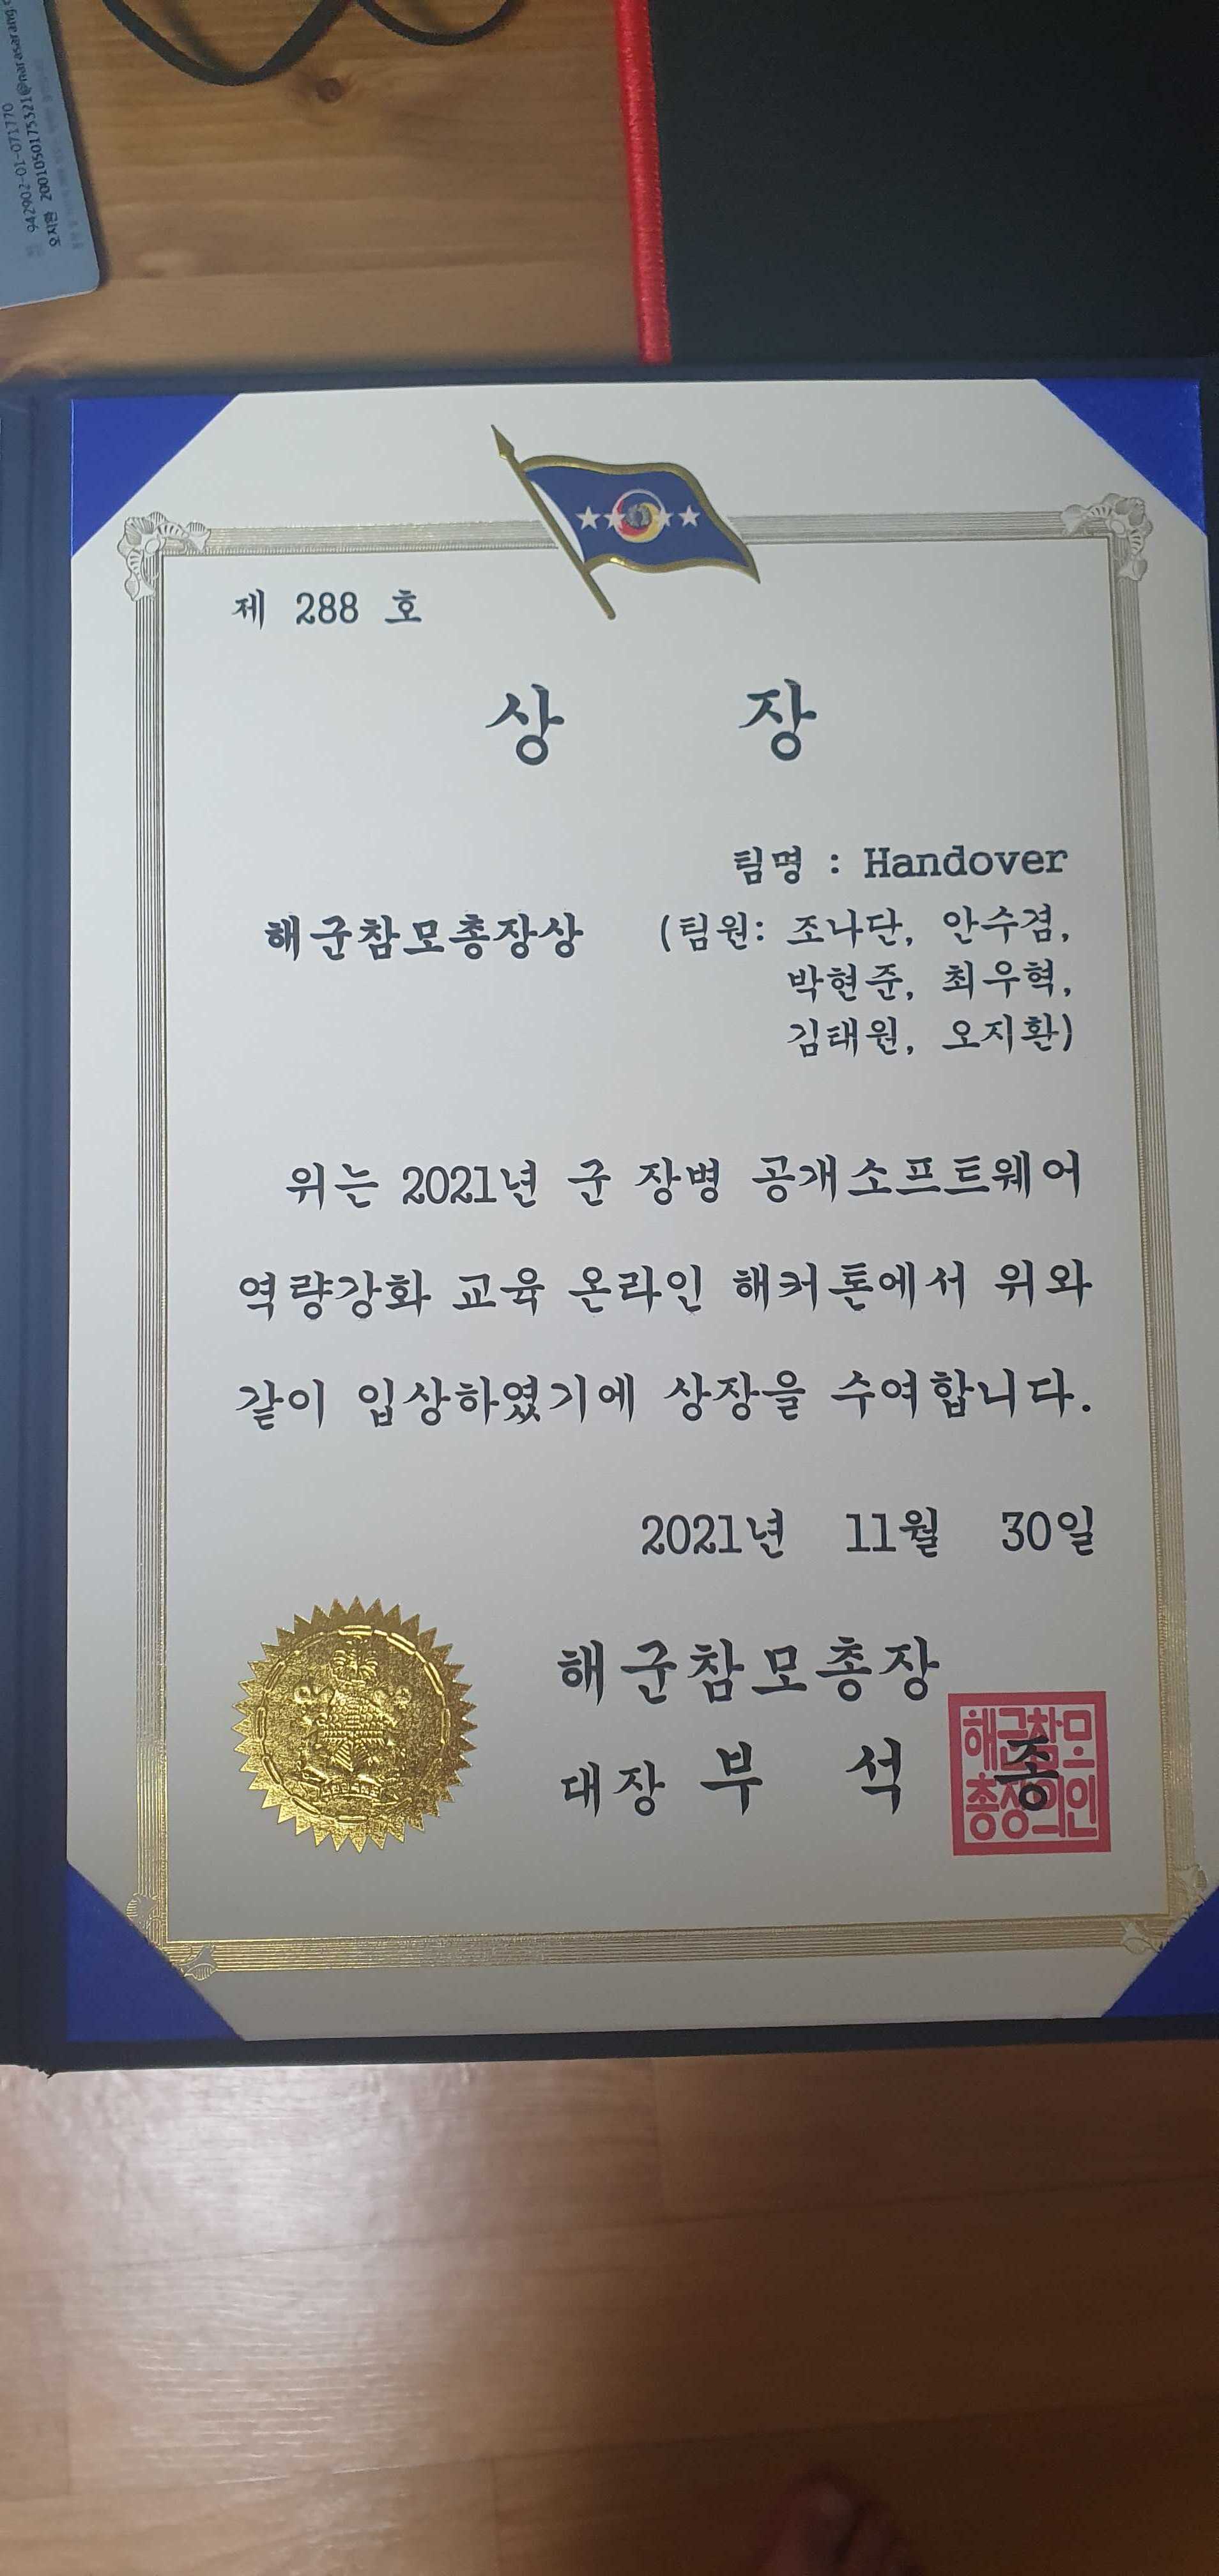 942902-01-071770
오지환 2001050175321@narasarang.
제 288 호
상 장
팀명 : Handover
해군참모총장상 (팀원: 조나단, 안수겸,
박현준, 최우혁,
김태원, 오지환)
위는 2021년 군 장병 공개소프트웨어
역량강화 교육 온라인 해커톤에서 위와
같이 입상하였기에 상장을 수여합니다.
2021년 11월 30일
해군참모총장
대장 부 석 종
해군참모
총장의인